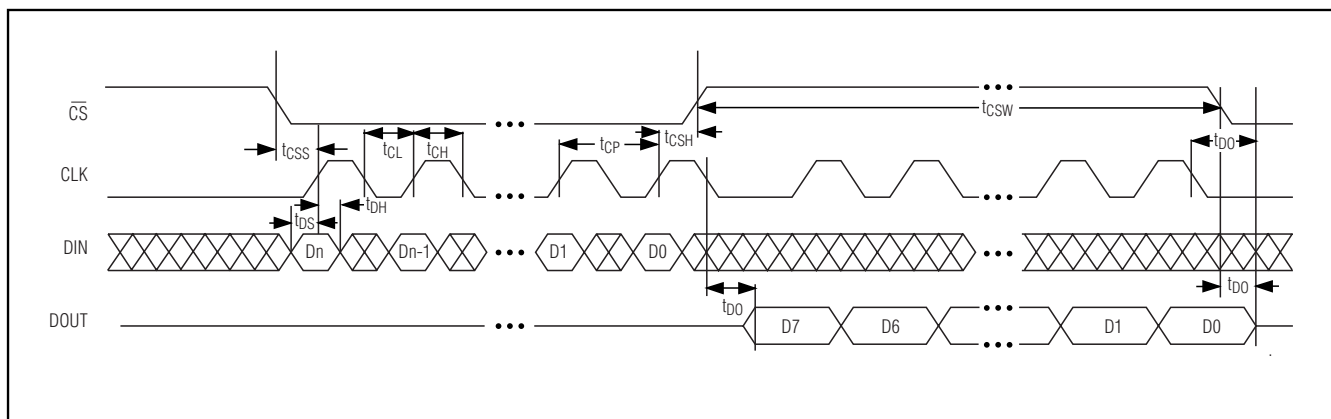 CS
tCSW
tCSS
tCL
tCH
tCP
tCSH
tDO
CLK
tDS
tDH
DIN
Dn
Dn-1
D1
D0
tDO
tDO
DOUT
D7
D6
D1
D0